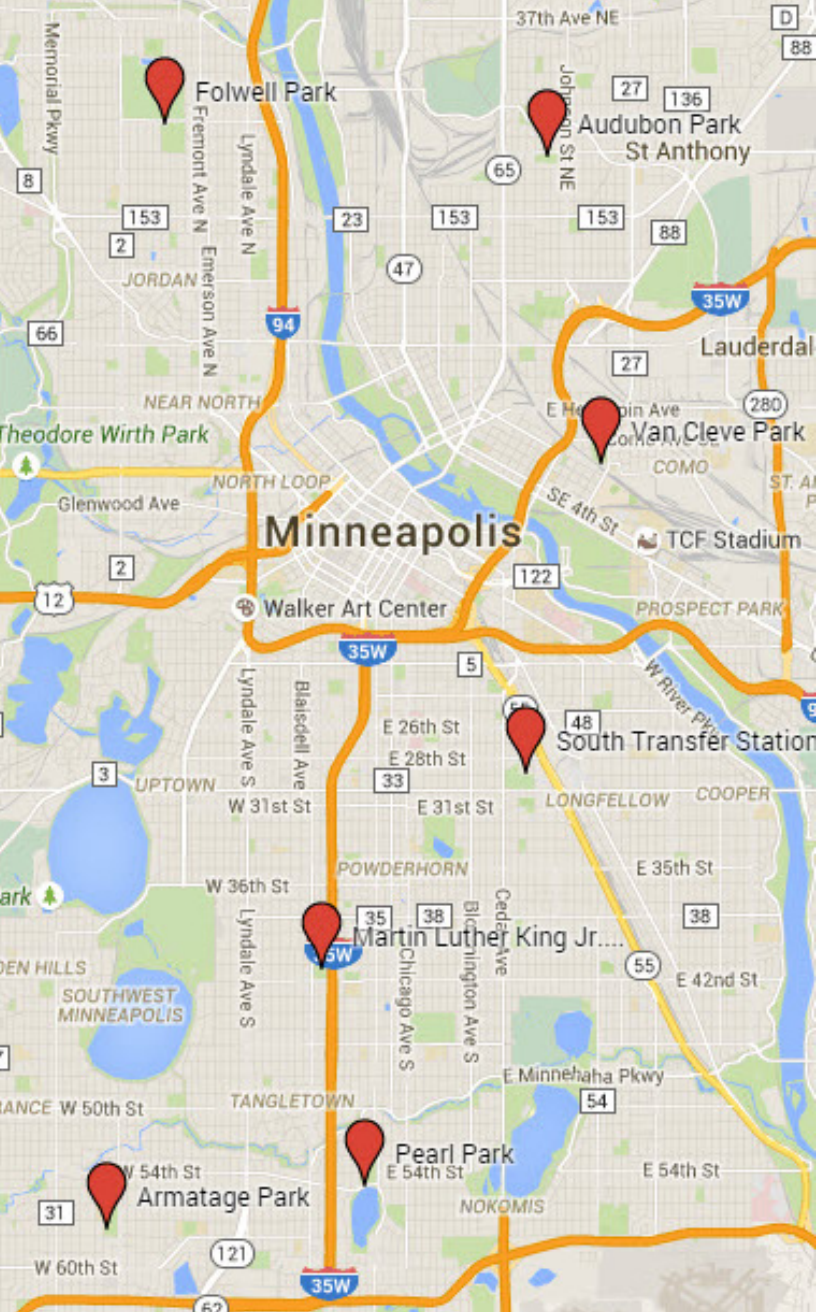 37th Ave NE
D
88
Memorial Pkwy
Folwell Park
27
136
Johnson St NE
Audubon Park
St Anthony
Fremont Ave N
Lyndale Ave N
65
8
153
23
153
153
2
88
47
JORDAN
Emerson Ave N
35W
94
66
Lauderdal
27
NEAR NORTH
280
Theodore Wirth Park
Van Cleve Park
COMO
NORTH LOOP
Glenwood Ave
SE 4th St
Minneapolis
TCF Stadium
2
122
12
Walker Art Center
PROSPECT PARK
35W
5
Lyndale Ave S
Blaisdell Ave
W River Pkwy
E 26th St
48
South Transfer Station
E 28th St
3
UPTOWN
33
W 31st St
E 31st St
LONGFELLOW
COOPER
POWDERHORN
E 35th St
W 36th St
ark
35
38
38
Lyndale Ave S
Martin Luther King Jr....
35W
Chicago Ave S
Cedar Ave
DEN HILLS
55
E 42nd St
SOUTHWEST
MINNEAPOLIS
E Minnehaha Pkwy
TANGLETOWN
54
RANCE
W 50th St
Pearl Park
W 54th St
E 54th St
E 54th St
Armatage Park
31
NOKOMIS
121
W 60th St
35W
62